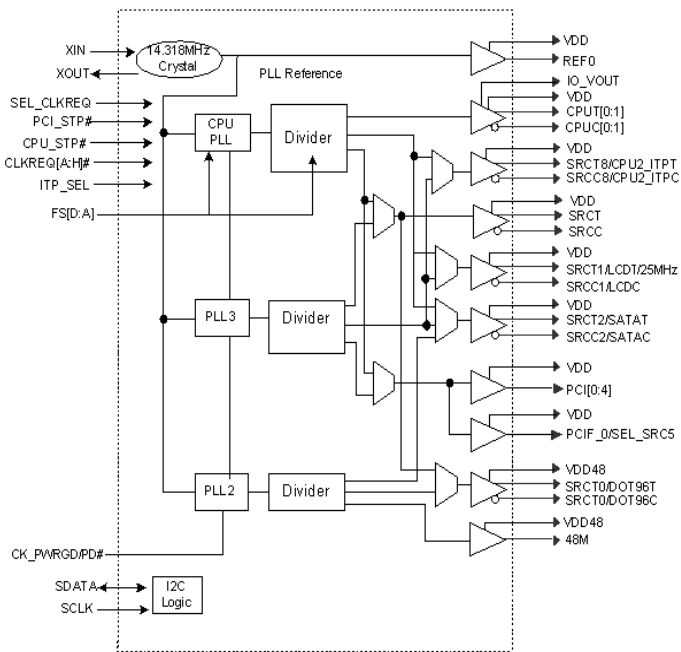 XIN
XOUT
14.318MHz
Crystal
PLL Reference
SEL_CLKREQ
PCI_STP#
CPU_STP#
CLKREQ[A:H]#
ITP_SEL
FS[D:A]
CPU
PLL
Divider
PLL3
Divider
PLL2
Divider
CK_PWRGD/PD#
SDATA
SCLK
I2C
Logic
VDD
REF0
IO_VOUT
VDD
CPUT[0:1]
CPUC[0:1]
VDD
SRCT8/CPU2_ITPT
SRCC8/CPU2_ITPC
VDD
SRCT
SRCC
VDD
SRCT1/LCDT/25MHz
SRCC1/LCDC
VDD
SRCT2/SATAT
SRCC2/SATAC
VDD
PCI[0:4]
VDD
PCIF_0/SEL_SRC5
VDD48
SRCT0/DOT96T
SRCT0/DOT96C
VDD48
48M